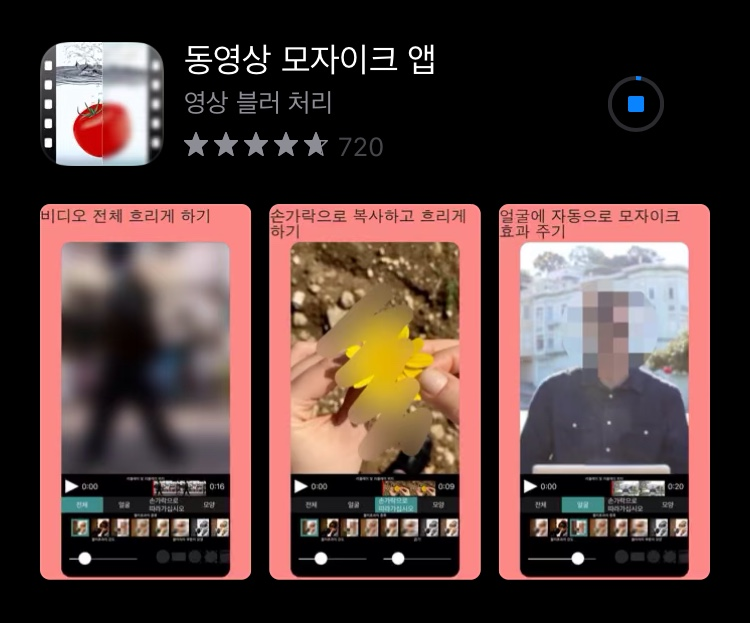 동영상 모자이크 앱
영상 블러 처리
720
비디오 전체 흐리게 하기
손가락으로 복사하고 흐리게
하기
얼굴에 자동으로 모자이크
효과 주기
0:00
0:16
전체
얼굴
손가락으로
따라가십시오
모양
0:00
0:09
전체
얼굴
손가락으로
따라가십시오
모양
0:00
0:20
전체
얼굴
손가락으로
따라가십시오
모양